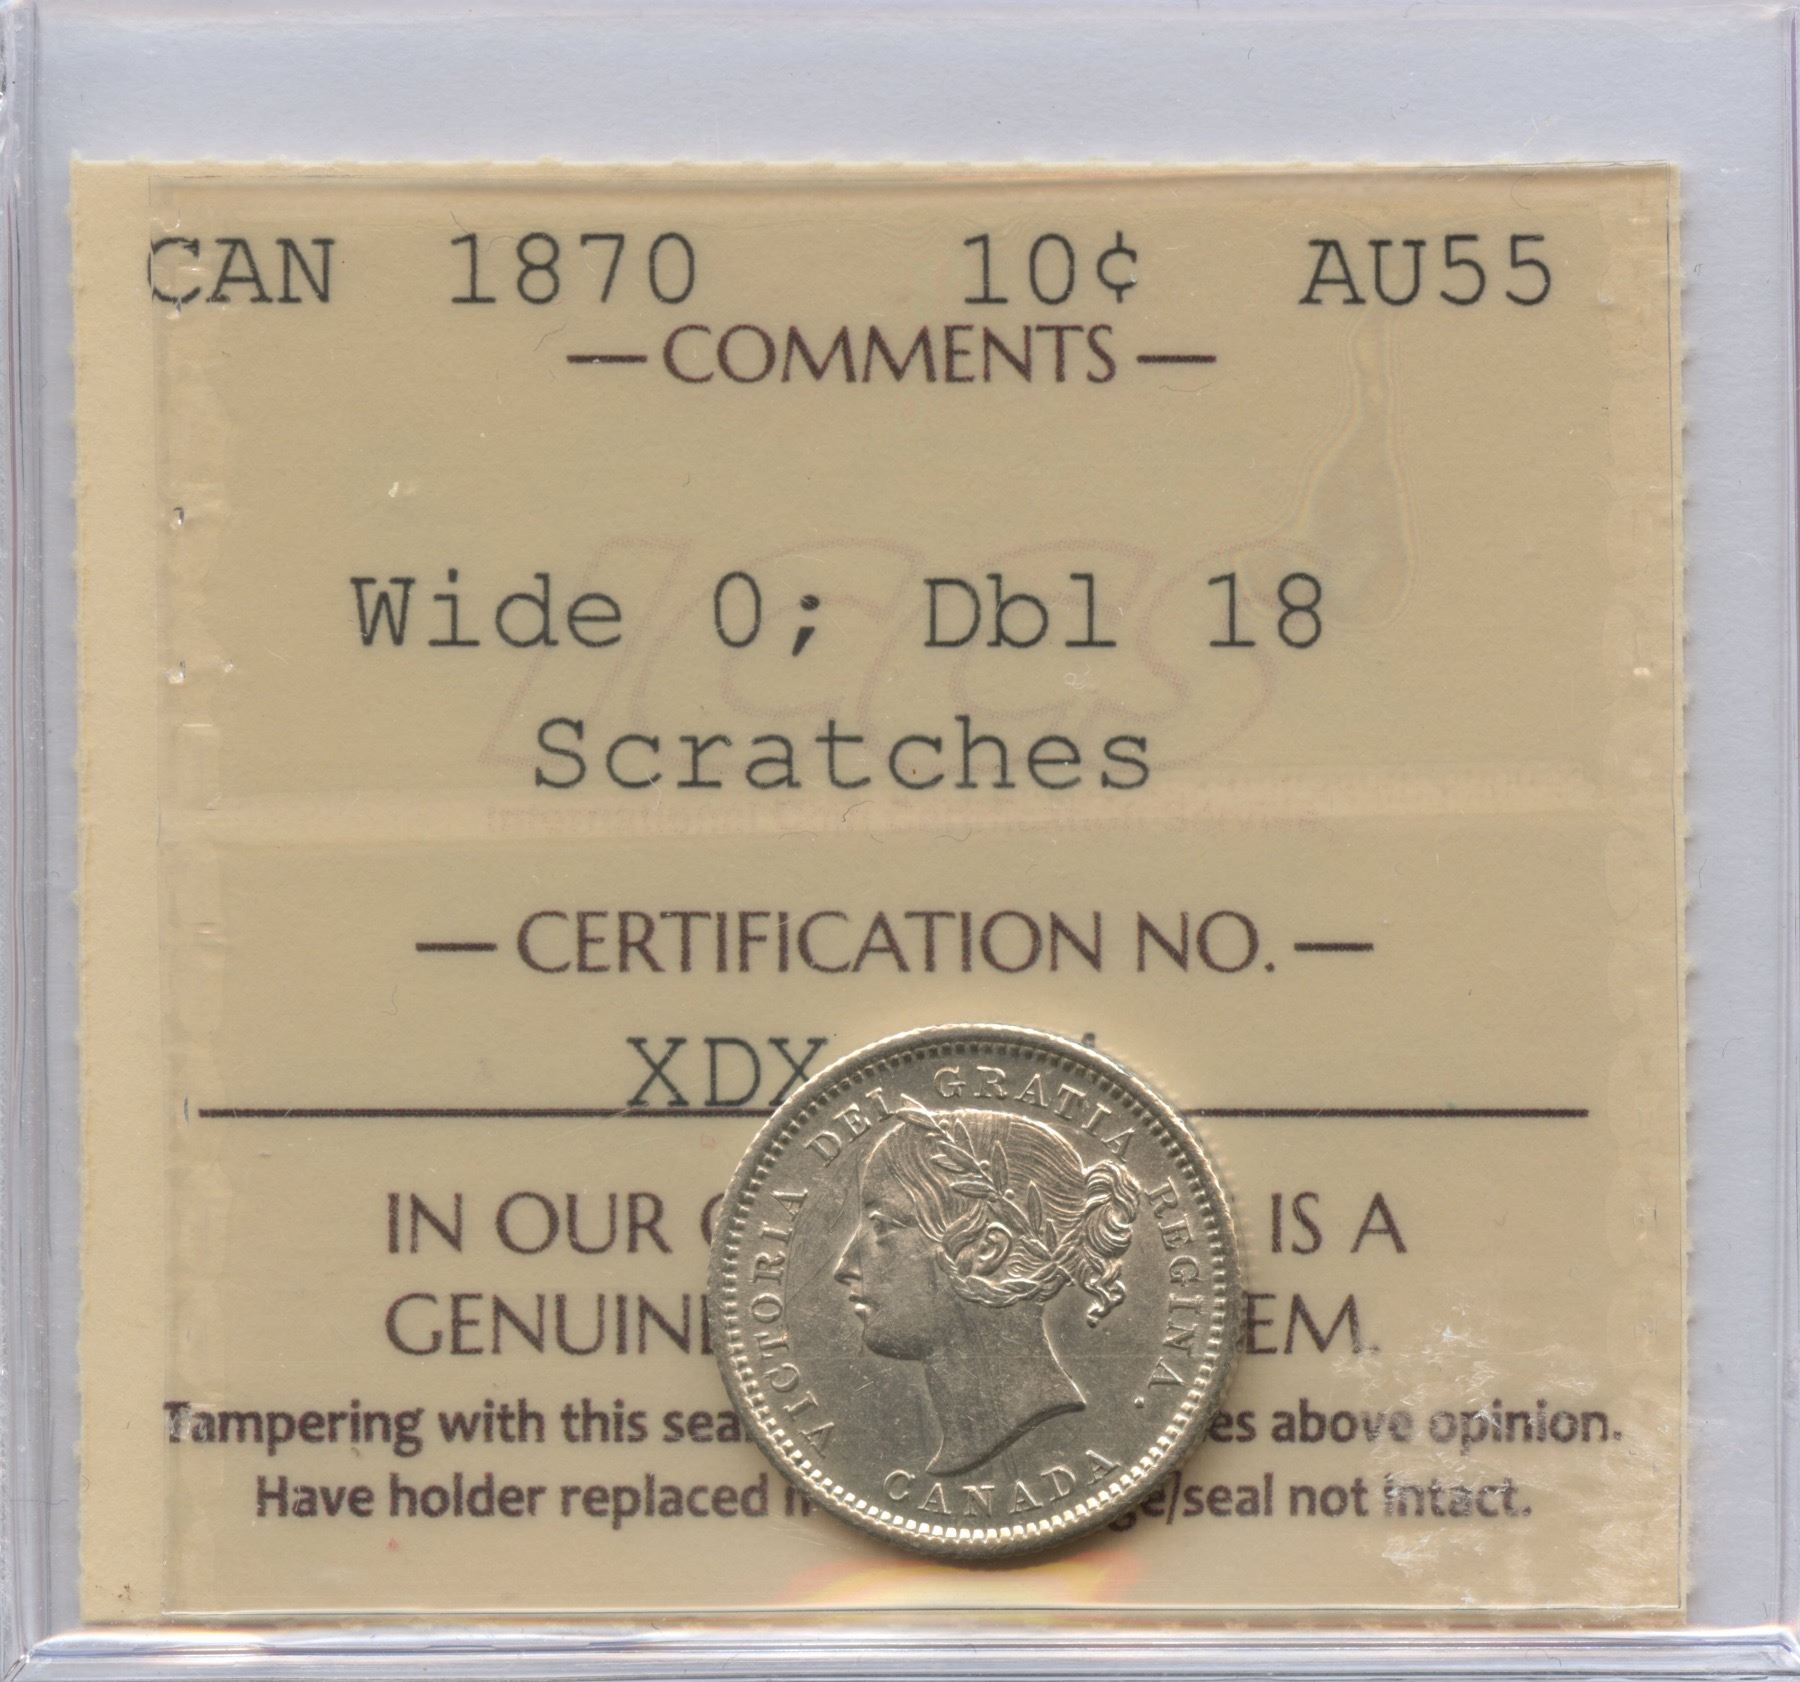 CAN 1870 10¢ AU55
— COMMENTS —
ICCS
Wide 0; Dbl 18
Scratches
— CERTIFICATION NO. —
XDX
IN OUR IS A
GENUINE EM.
Tampering with this sea es above opinion.
Have holder replaced e/seal not intact.
VICTORIA DEI GRATIA REGINA.
CANADA